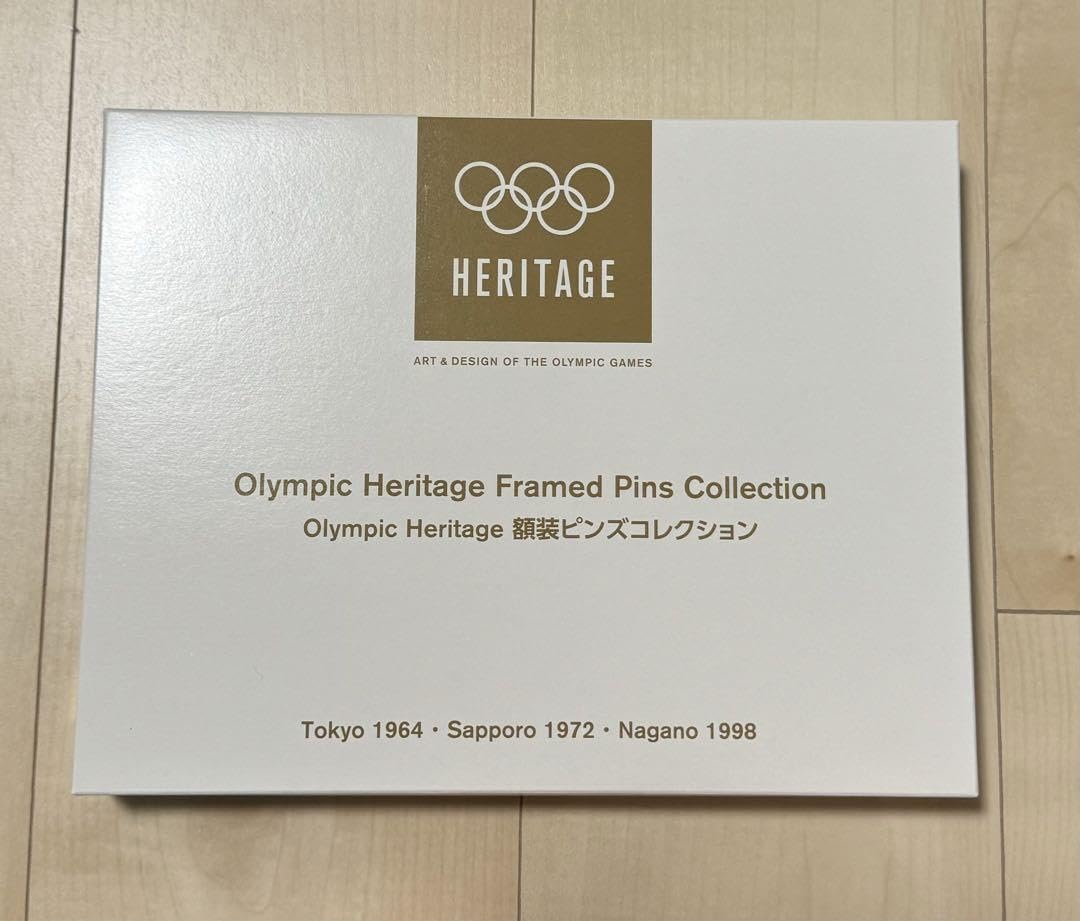 HERITAGE
ART & DESIGN OF THE OLYMPIC GAMES
Olympic Heritage Framed Pins Collection
Olympic Heritage 額装ピンズコレクション
Tokyo 1964・Sapporo 1972・Nagano 1998